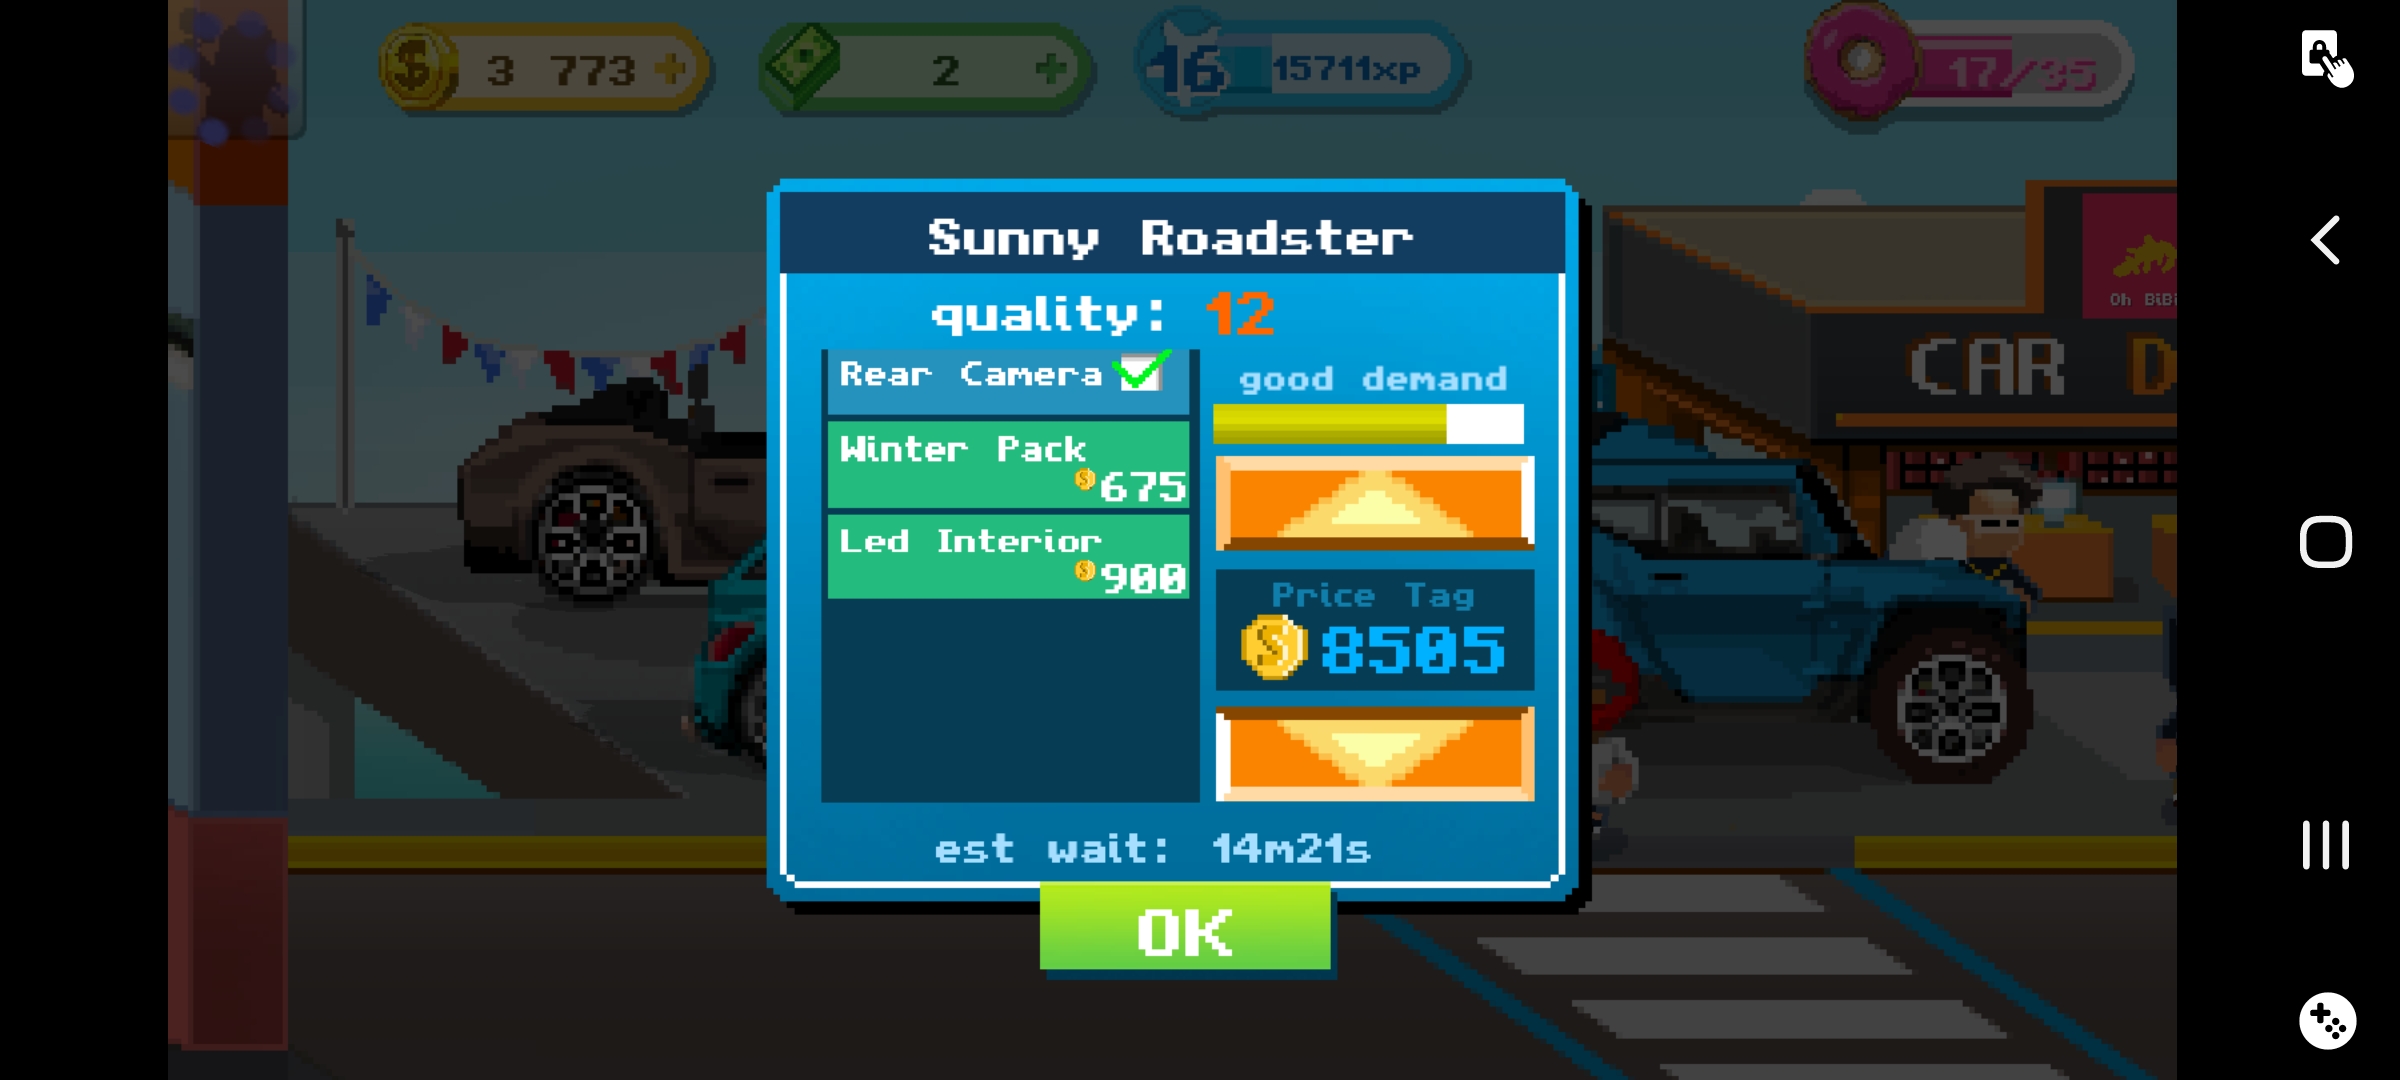 3 773 +
2 +
16 15711xp
17/35
Sunny Roadster
quality: 12
Rear Camera
good demand
Winter Pack
675
Led Interior
900
Price Tag
8505
est wait: 14m21s
OK
Oh BiBi
CAR D